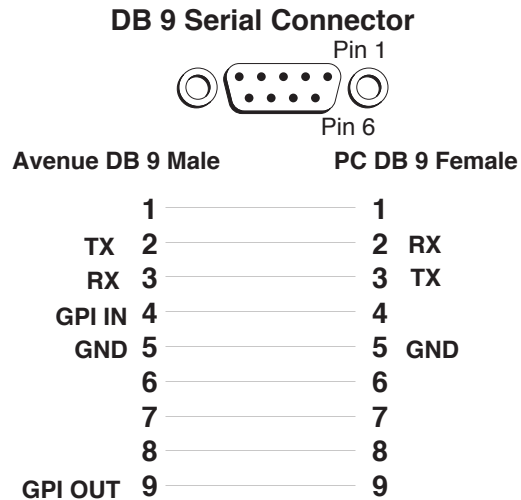 DB 9 Serial Connector
Pin 1
Pin 6
Avenue DB 9 Male PC DB 9 Female
1 1
TX 2 2 RX
RX 3 3 TX
GPI IN 4 4
GND 5 5 GND
6 6
7 7
8 8
GPI OUT 9 9